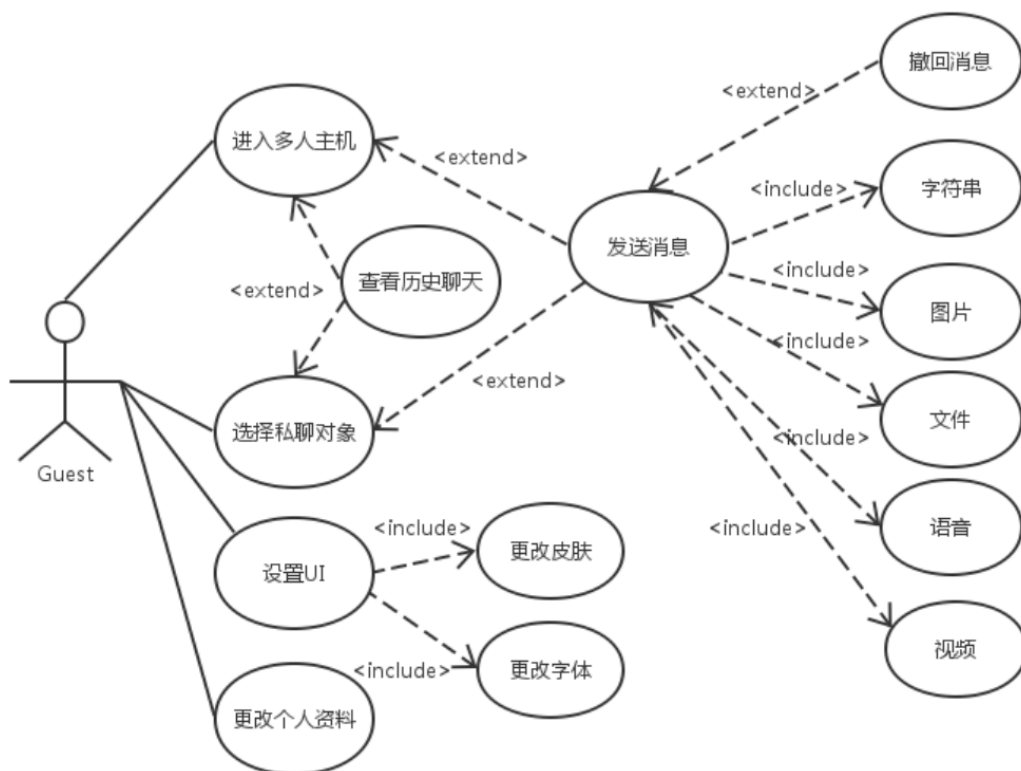 撤回消息
<extend>
进入多人主机
<extend>
<include>
字符串
发送消息
查看历史聊天
<include>
<extend>
图片
<include>
<extend>
文件
选择私聊对象
Guest
<include>
<include>
<include>
语音
更改皮肤
设置UI
视频
<include>
更改字体
更改个人资料